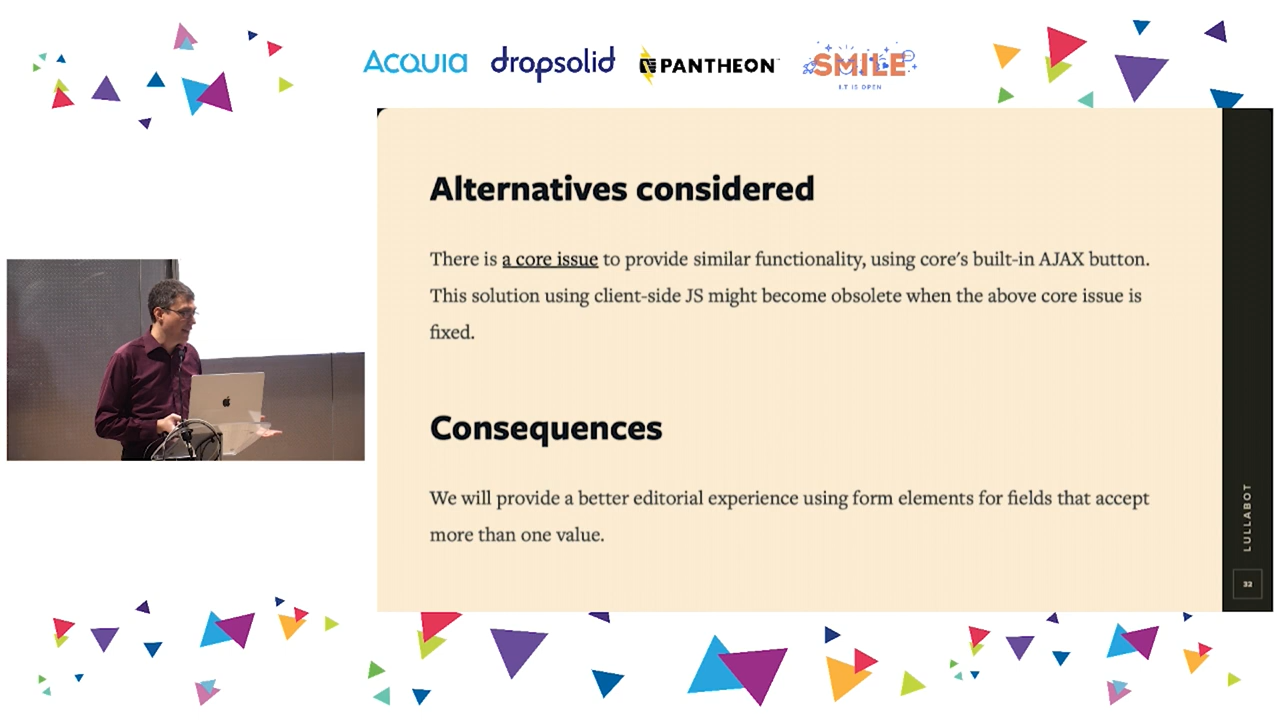 ACQUIA
dropsolid
PANTHEON
SMILE
I.T IS OPEN
Alternatives considered
There is a core issue to provide similar functionality, using core's built-in AJAX button.
This solution using client-side JS might become obsolete when the above core issue is
fixed.
Consequences
We will provide a better editorial experience using form elements for fields that accept
more than one value.
LULLABOT